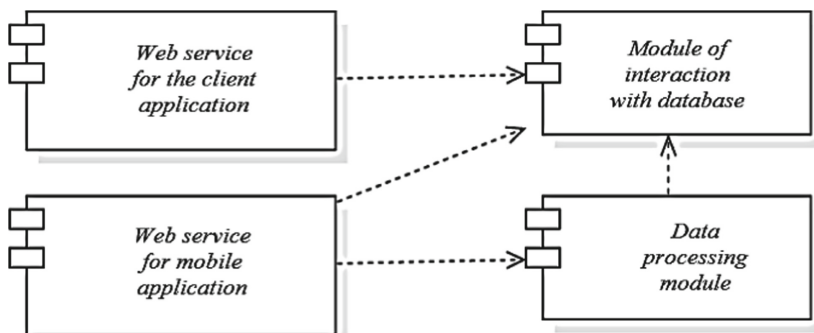 Web service
for the client
application
Module of
interaction
with database
Web service
for mobile
application
Data
processing
module